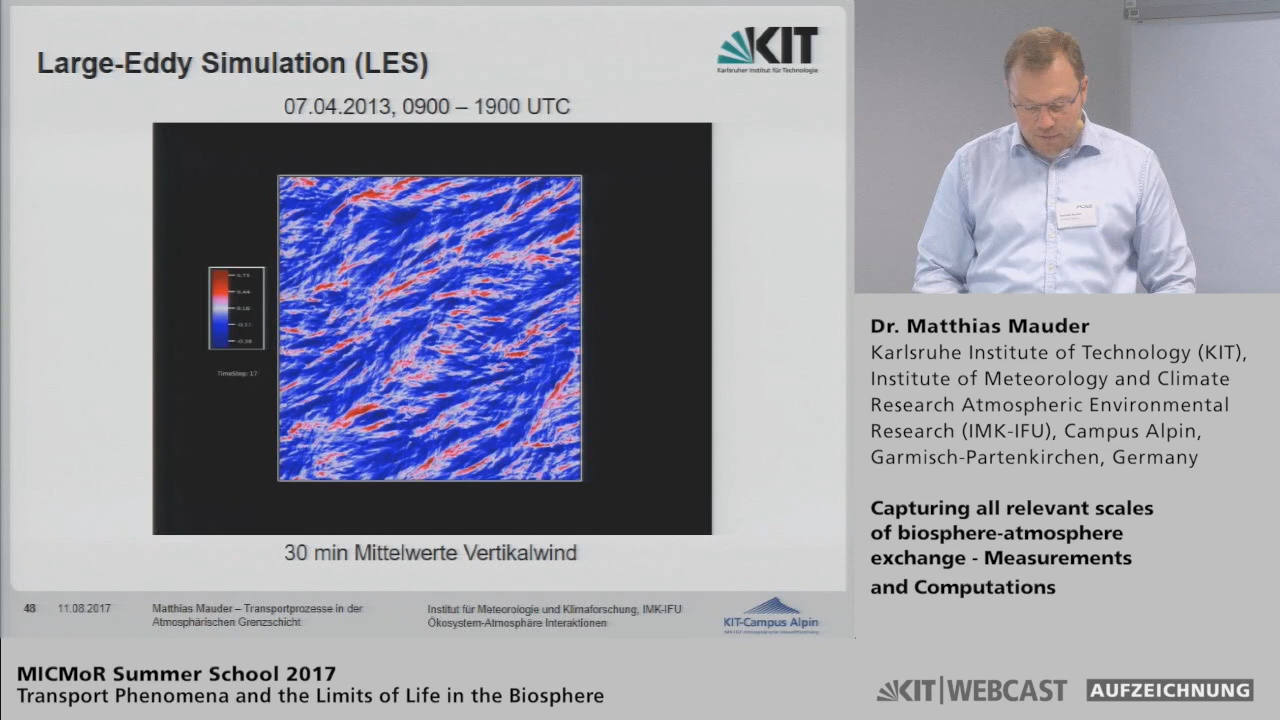 Large-Eddy Simulation (LES)
KIT
Karlsruher Institut für Technologie
07.04.2013, 0900 – 1900 UTC
TimeStep: 17
30 min Mittelwerte Vertikalwind
48 11.08.2017 Matthias Mauder – Transportprozesse in der
Atmosphärischen Grenzschicht
Institut für Meteorologie und Klimaforschung, IMK-IFU
Ökosystem-Atmosphäre Interaktionen
KIT-Campus Alpin
Dr. Matthias Mauder
Karlsruhe Institute of Technology (KIT),
Institute of Meteorology and Climate
Research Atmospheric Environmental
Research (IMK-IFU), Campus Alpin,
Garmisch-Partenkirchen, Germany
Capturing all relevant scales
of biosphere-atmosphere
exchange - Measurements
and Computations
MICMoR Summer School 2017
Transport Phenomena and the Limits of Life in the Biosphere
KIT|WEBCAST AUFZEICHNUNG